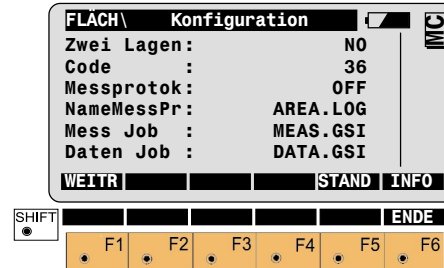 FLÄCH\ Konfiguration MC
Zwei Lagen: NO
Code : 36
Messprotok: OFF
NameMessPr: AREA.LOG
Mess Job : MEAS.GSI
Daten Job : DATA.GSI
WEITR STAND INFO
SHIFT ENDE
F1 F2 F3 F4 F5 F6